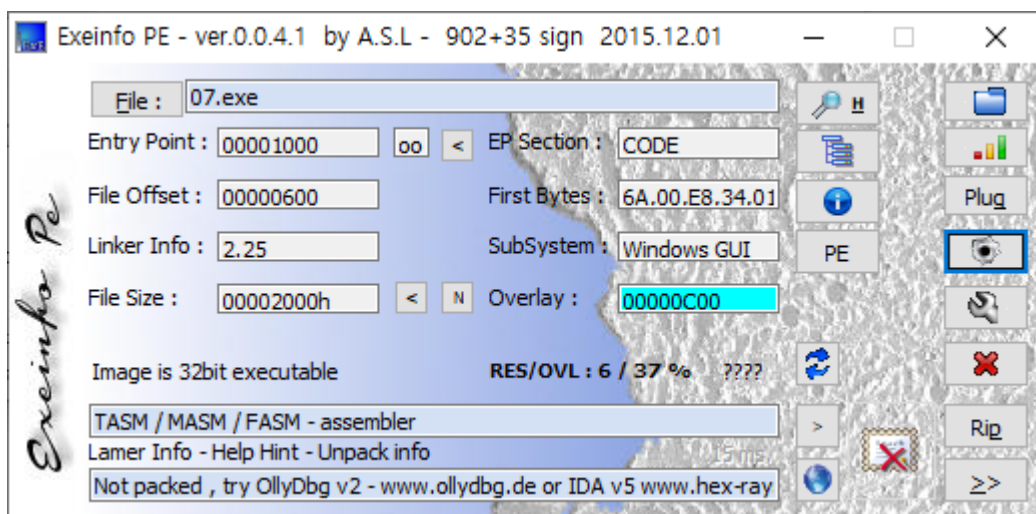 Exeinfo PE - ver.0.0.4.1 by A.S.L - 902+35 sign 2015.12.01
File : 07.exe H
Entry Point : 00001000 oo < EP Section : CODE
File Offset : 00000600 First Bytes : 6A.00.E8.34.01 Plug
Linker Info : 2.25 SubSystem : Windows GUI PE
File Size : 00002000h < N Overlay : 00000C00
Image is 32bit executable RES/OVL : 6 / 37 % ????
TASM / MASM / FASM - assembler > Rip
Lamer Info - Help Hint - Unpack info 15 ms.
Not packed , try OllyDbg v2 - www.ollydbg.de or IDA v5 www.hex-ray >>
Exeinfo Pe